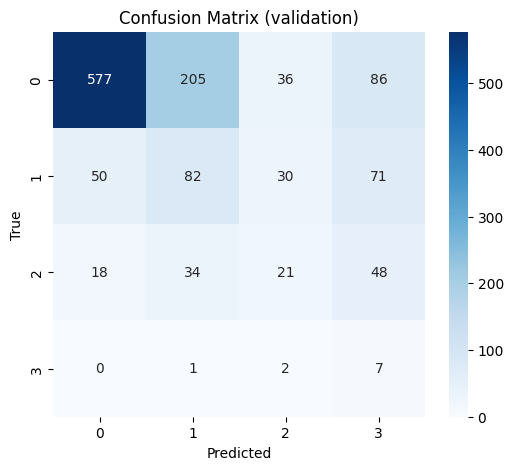 Confusion Matrix (validation)
0 577 205 36 86
1 50 82 30 71
2 18 34 21 48
3 0 1 2 7
0 1 2 3
True
Predicted
500
400
300
200
100
0